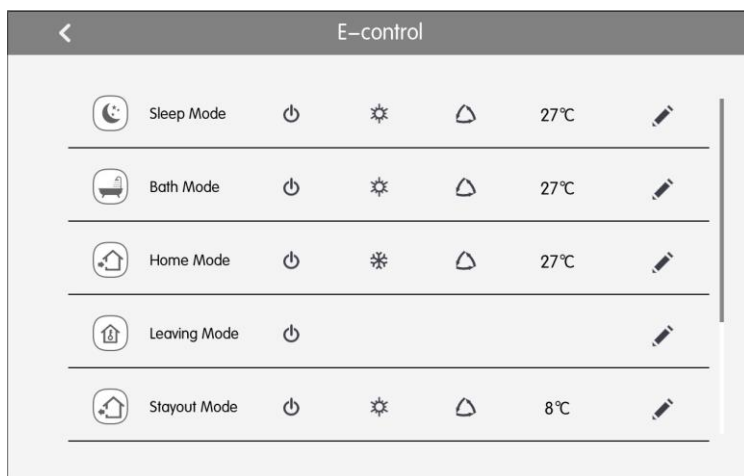 E-control
Sleep Mode 27℃
Bath Mode 27℃
Home Mode 27℃
Leaving Mode
Stayout Mode 8℃